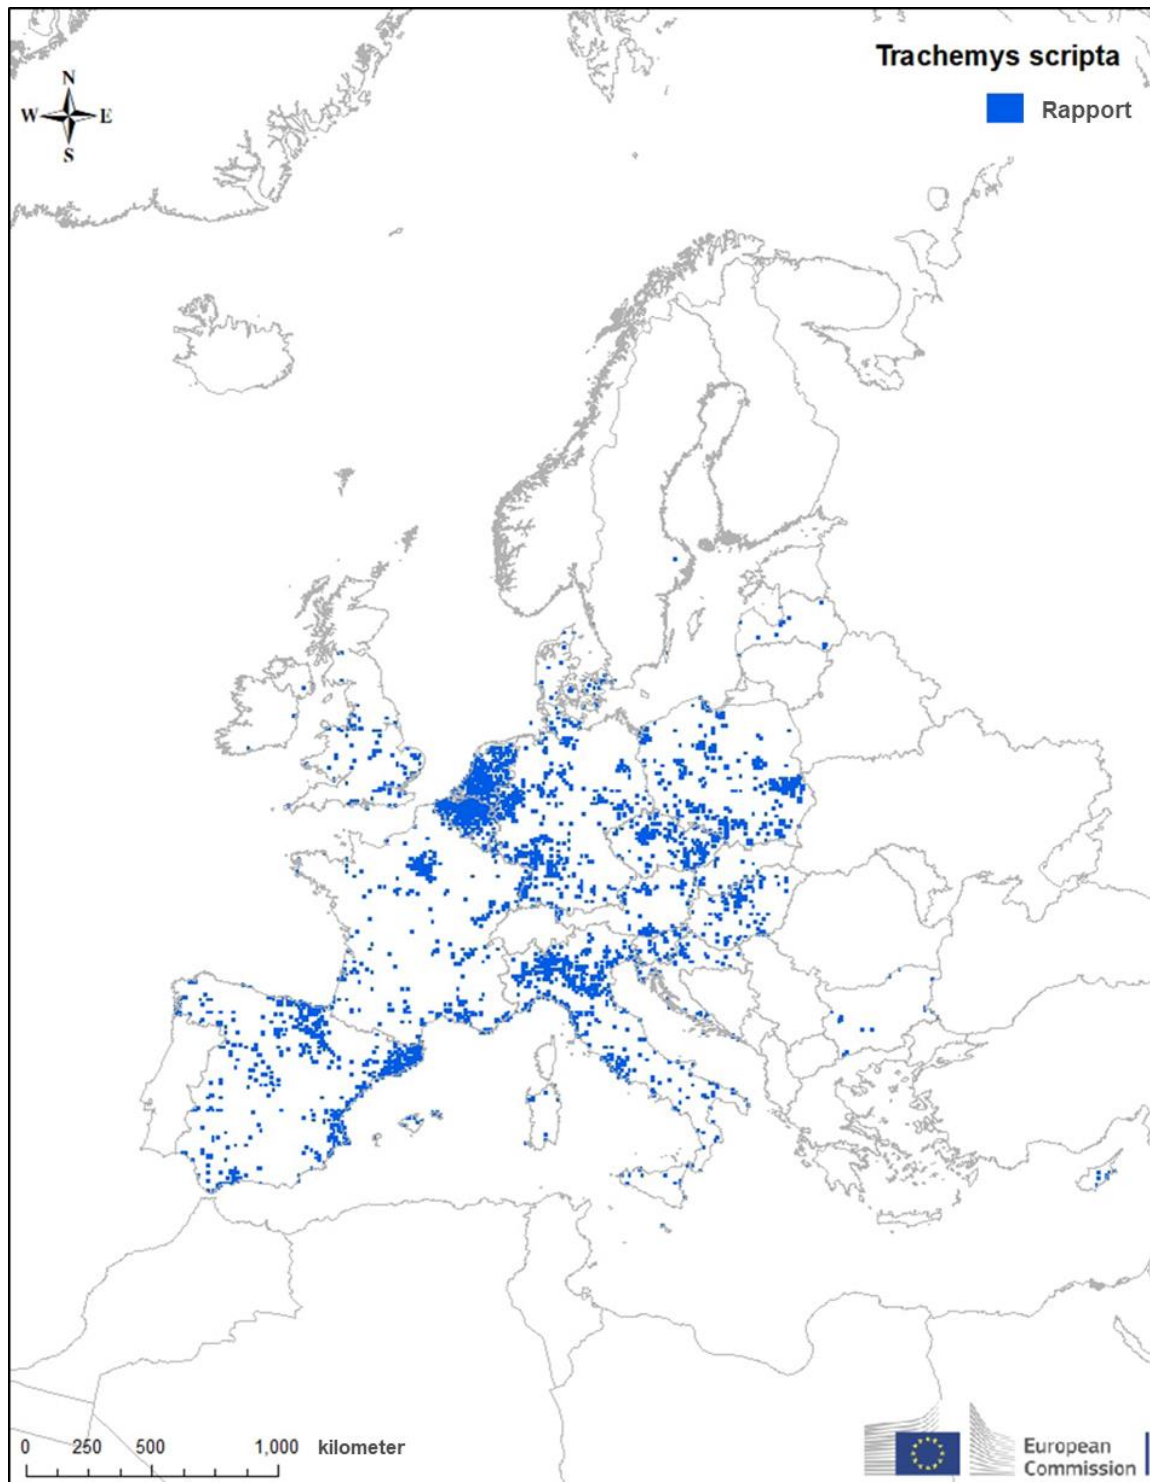 Trachemys scripta
Rapport
N
W E
S
0 250 500 1,000 kilometer
European
Commission